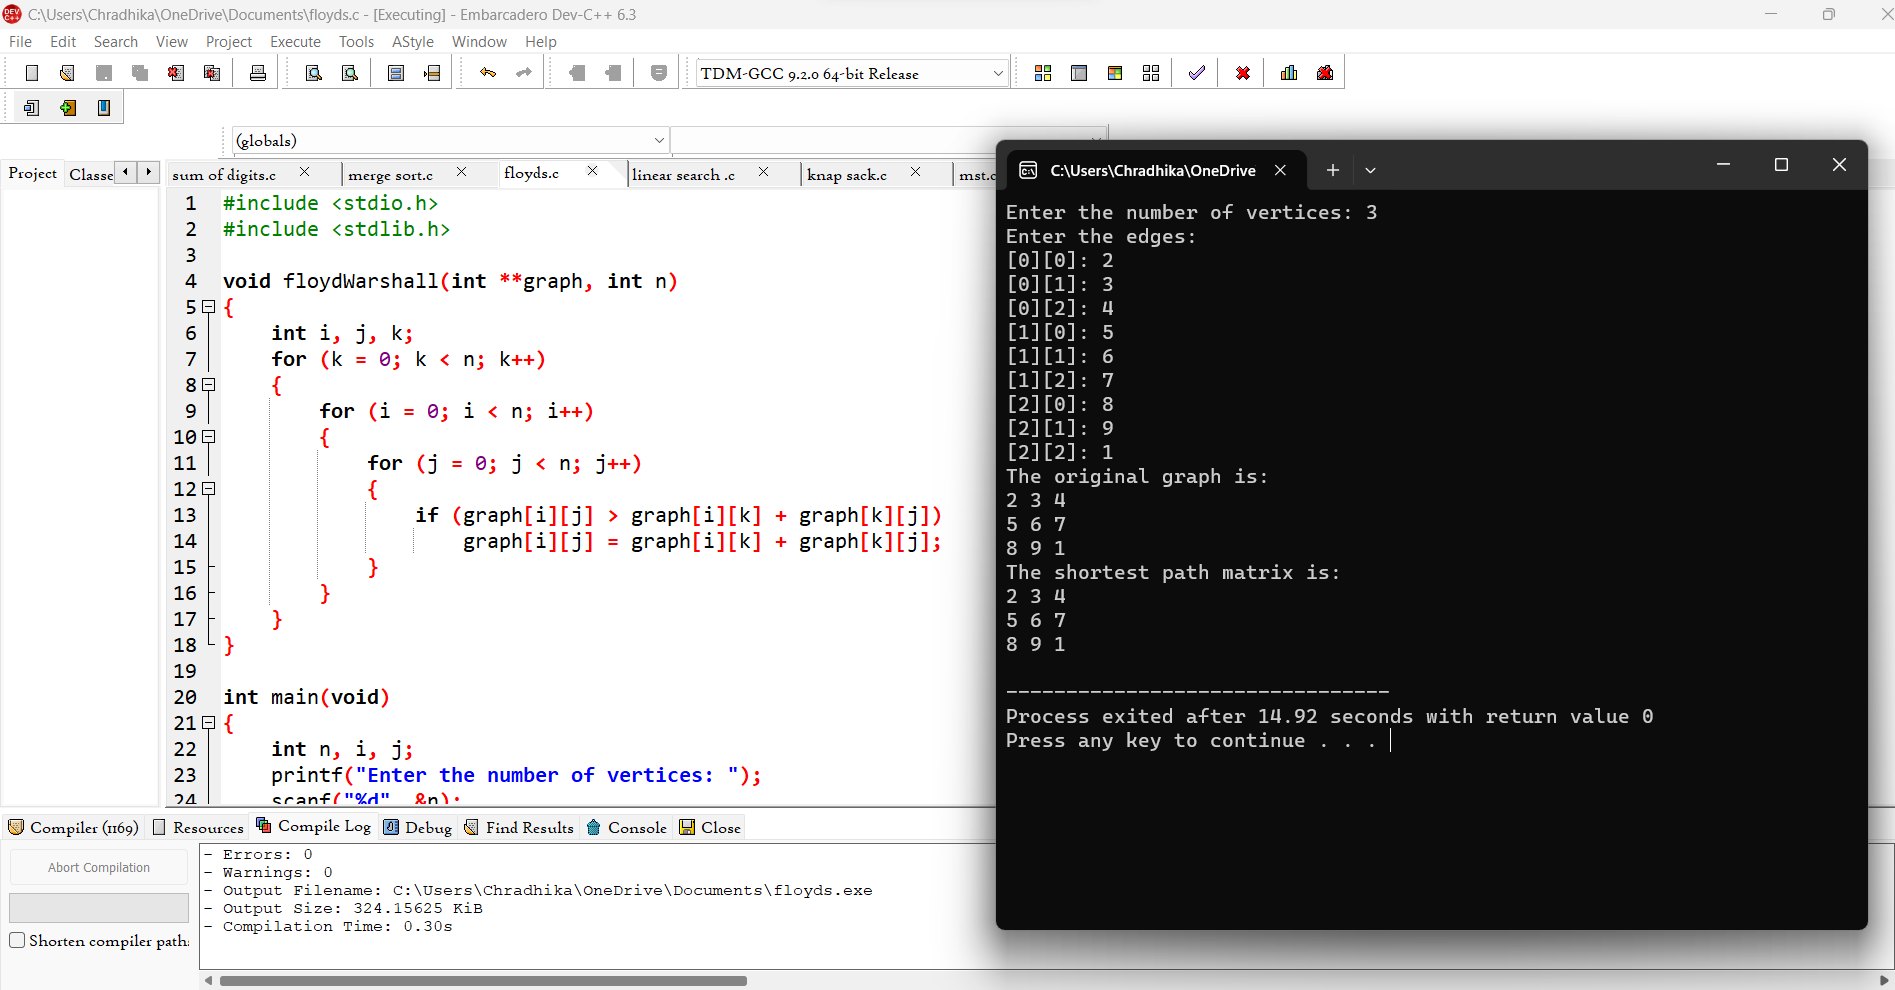 C:\Users\Chradhika\OneDrive\Documents\floyds.c - [Executing] - Embarcadero Dev-C++ 6.3
File Edit Search View Project Execute Tools AStyle Window Help
TDM-GCC 9.2.0 64-bit Release
(globals)
Project Classe
sum of digits.c merge sort.c floyds.c linear search .c knap sack.c mst.c
1 #include <stdio.h>
2 #include <stdlib.h>
3
4 void floydWarshall(int **graph, int n)
5 {
6 int i, j, k;
7 for (k = 0; k < n; k++)
8 {
9 for (i = 0; i < n; i++)
10 {
11 for (j = 0; j < n; j++)
12 {
13 if (graph[i][j] > graph[i][k] + graph[k][j])
14 graph[i][j] = graph[i][k] + graph[k][j];
15 }
16 }
17 }
18 }
19
20 int main(void)
21 {
22 int n, i, j;
23 printf("Enter the number of vertices: ");
24 scanf("%d", &n);
C:\Users\Chradhika\OneDrive
Enter the number of vertices: 3
Enter the edges:
[0][0]: 2
[0][1]: 3
[0][2]: 4
[1][0]: 5
[1][1]: 6
[1][2]: 7
[2][0]: 8
[2][1]: 9
[2][2]: 1
The original graph is:
2 3 4
5 6 7
8 9 1
The shortest path matrix is:
2 3 4
5 6 7
8 9 1
--------------------------------
Process exited after 14.92 seconds with return value 0
Press any key to continue . . .
Compiler (1169) Resources Compile Log Debug Find Results Console Close
Abort Compilation
Shorten compiler path
- Errors: 0
- Warnings: 0
- Output Filename: C:\Users\Chradhika\OneDrive\Documents\floyds.exe
- Output Size: 324.15625 KiB
- Compilation Time: 0.30s